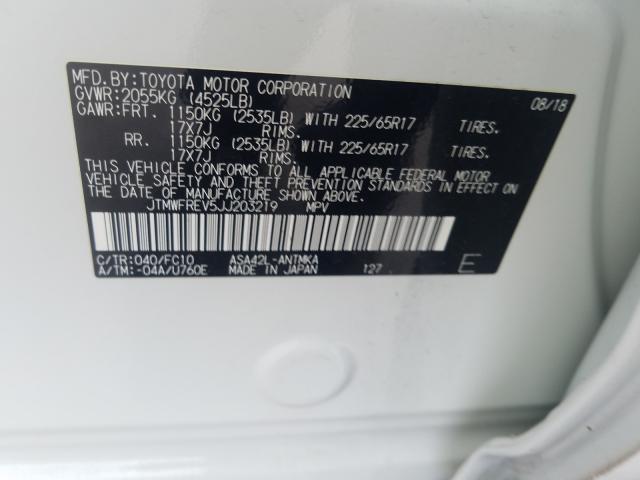 MFD. BY: TOYOTA MOTOR CORPORATION 08/18
GVWR: 2055KG (4525LB)
GAWR: FRT. 1150KG (2535LB) WITH 225/65R17 TIRES.
17X7J RIMS.
RR. 1150KG (2535LB) WITH 225/65R17 TIRES.
17X7J RIMS.
THIS VEHICLE CONFORMS TO ALL APPLICABLE FEDERAL MOTOR
VEHICLE SAFETY AND THEFT PREVENTION STANDARDS IN EFFECT ON
THE DATE OF MANUFACTURE SHOWN ABOVE.
JTMWFREV5JJ203219 MPV
C/TR: 040/FC10 ASA42L-ANTMKA
A/TM: -04A/U760E MADE IN JAPAN 127 E